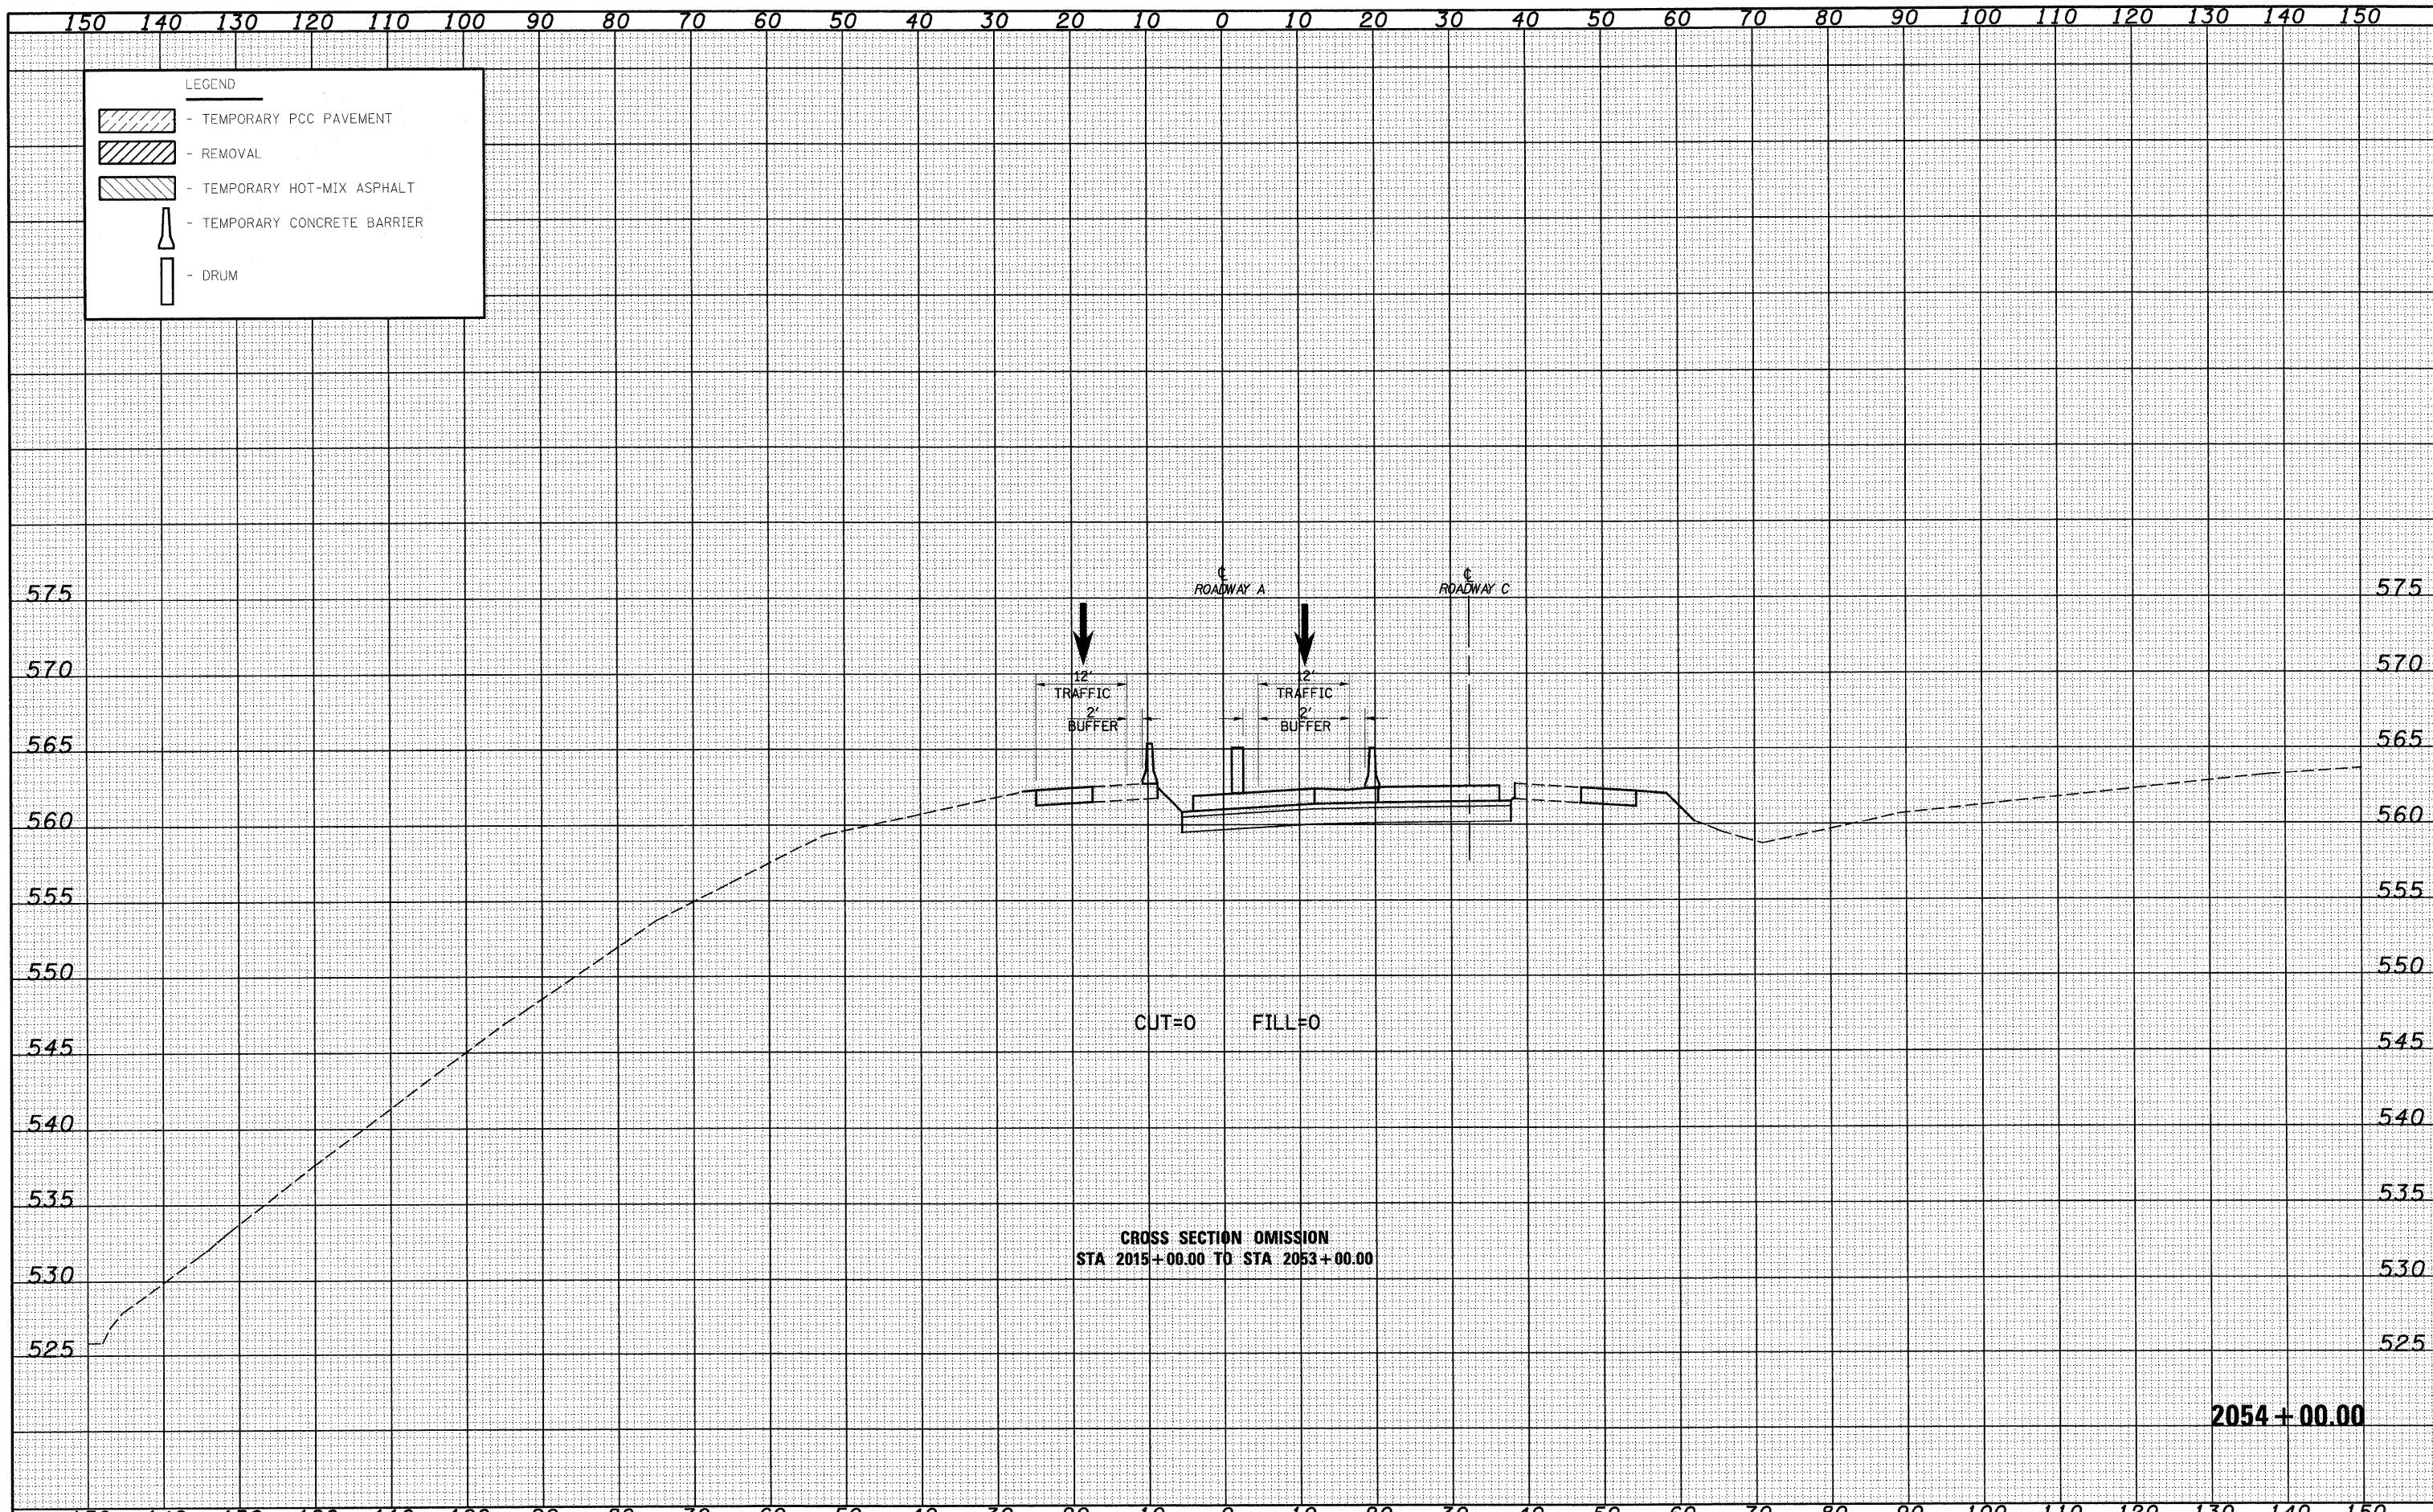 150 140 130 120 110 100 90 80 70 60 50 40 30 20 10 0 10 20 30 40 50 60 70 80 90 100 110 120 130 140 150
LEGEND
- TEMPORARY PCC PAVEMENT
- REMOVAL
- TEMPORARY HOT-MIX ASPHALT
- TEMPORARY CONCRETE BARRIER
- DRUM
℄ ℄
575 ROADWAY A ROADWAY C 575
570 570
12' 12'
TRAFFIC TRAFFIC
2' 2'
BUFFER BUFFER
565 565
560 560
555 555
550 550
CUT=0 FILL=0
545 545
540 540
535 535
CROSS SECTION OMISSION
STA 2015+00.00 TO STA 2053+00.00
530 530
525 525
2054+00.00